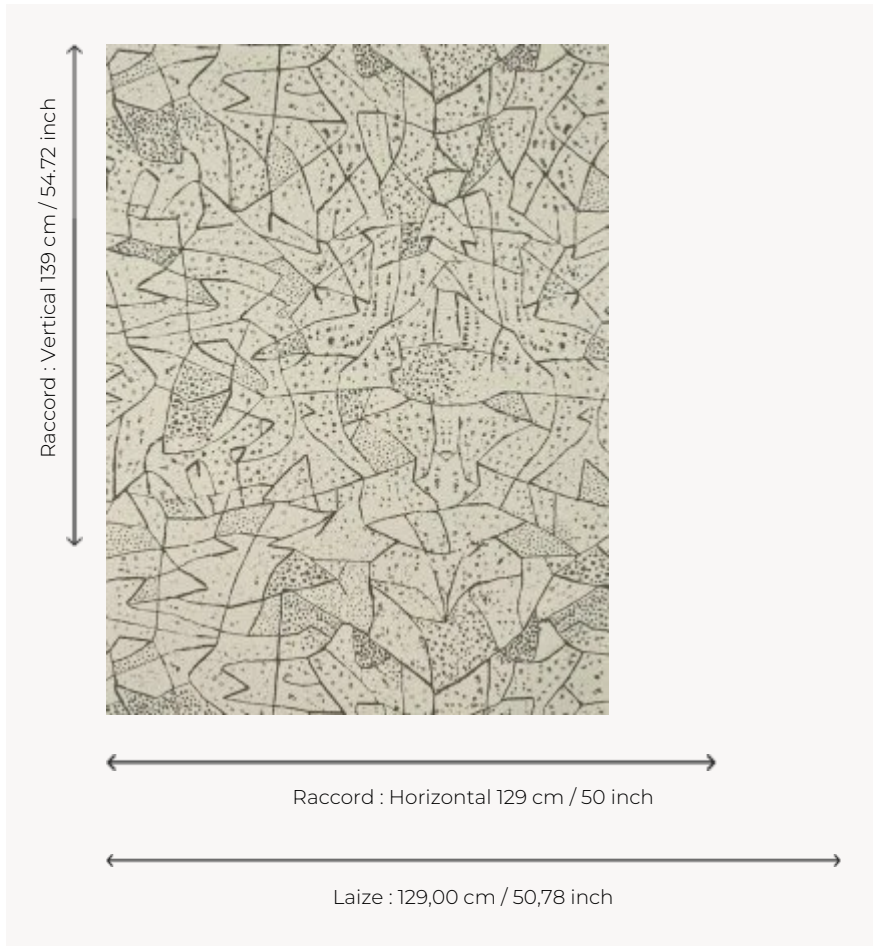 Raccord : Vertical 139 cm / 54.72 inch
Raccord : Horizontal 129 cm / 50 inch
Laize : 129,00 cm / 50,78 inch